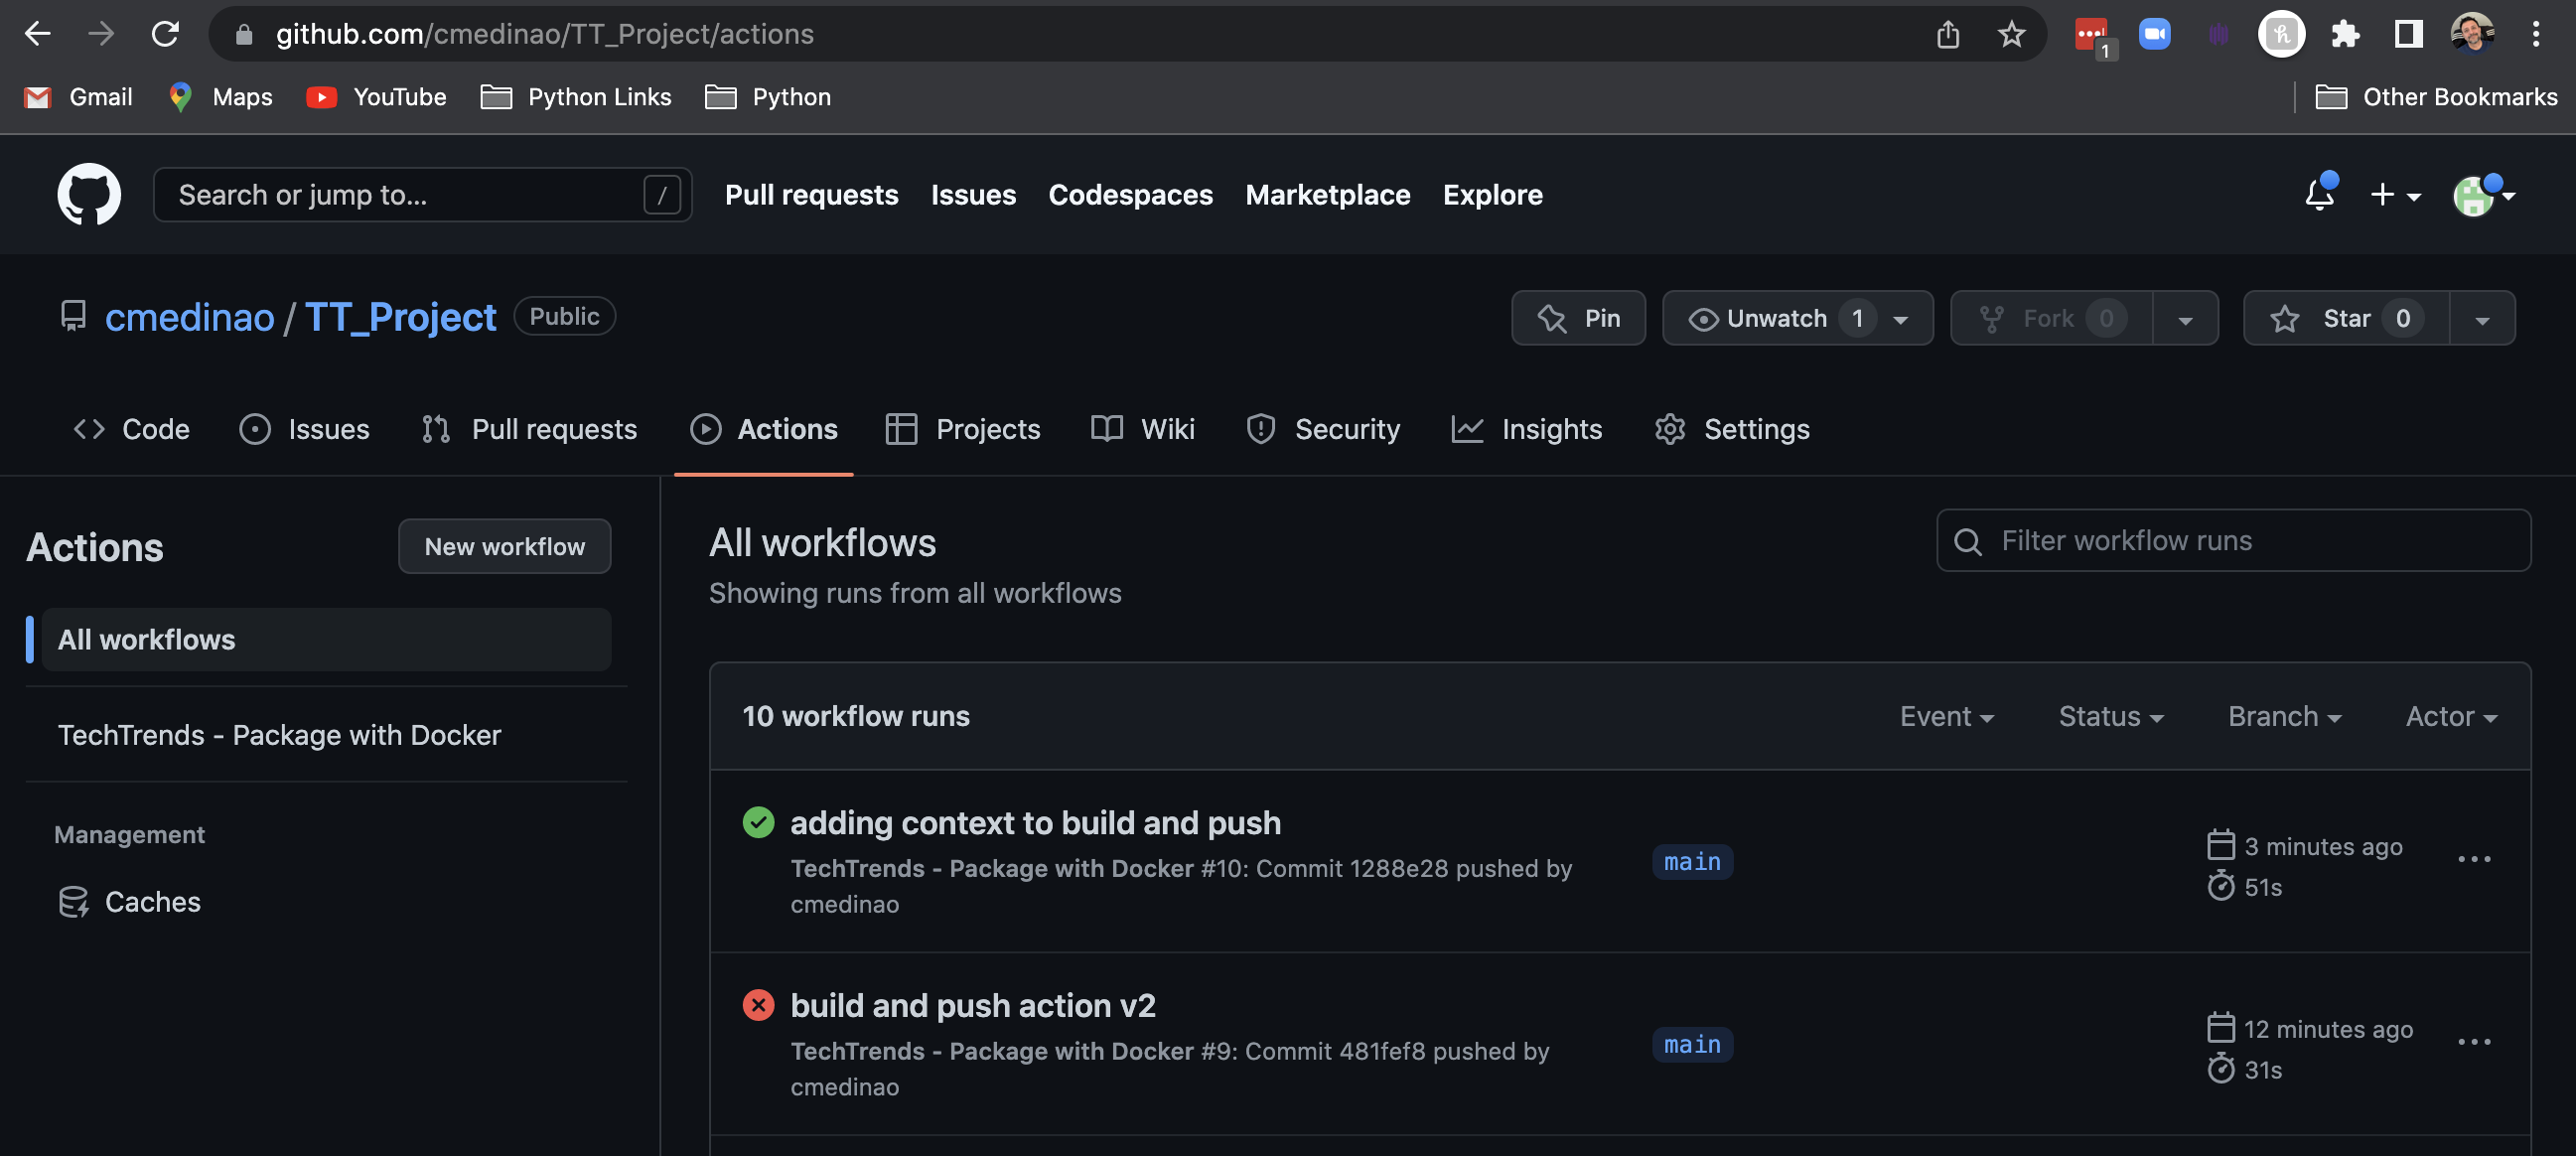 github.com/cmedinao/TT_Project/actions
1
Gmail Maps YouTube Python Links Python Other Bookmarks
Search or jump to... / Pull requests Issues Codespaces Marketplace Explore
cmedinao / TT_Project Public Pin Unwatch 1 Fork 0 Star 0
Code Issues Pull requests Actions Projects Wiki Security Insights Settings
Actions New workflow
All workflows
TechTrends - Package with Docker
Management
Caches
All workflows
Showing runs from all workflows
Filter workflow runs
10 workflow runs Event Status Branch Actor
adding context to build and push
TechTrends - Package with Docker #10: Commit 1288e28 pushed by
cmedinao
main
3 minutes ago
51s
build and push action v2
TechTrends - Package with Docker #9: Commit 481fef8 pushed by
cmedinao
main
12 minutes ago
31s